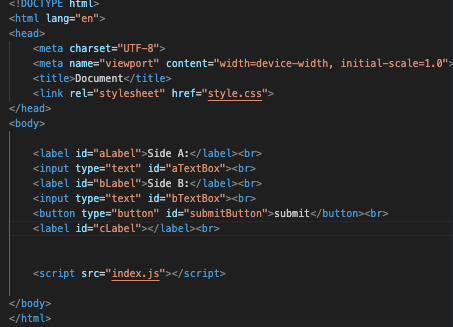 <!DOCTYPE html>
<html lang="en">
<head>
    <meta charset="UTF-8">
    <meta name="viewport" content="width=device-width, initial-scale=1.0">
    <title>Document</title>
    <link rel="stylesheet" href="style.css">
</head>
<body>
    <label id="aLabel">Side A:</label><br>
    <input type="text" id="aTextBox"><br>
    <label id="bLabel">Side B:</label><br>
    <input type="text" id="bTextBox"><br>
    <button type="button" id="submitButton">submit</button><br>
    <label id="cLabel"></label><br>
    <script src="index.js"></script>
</body>
</html>